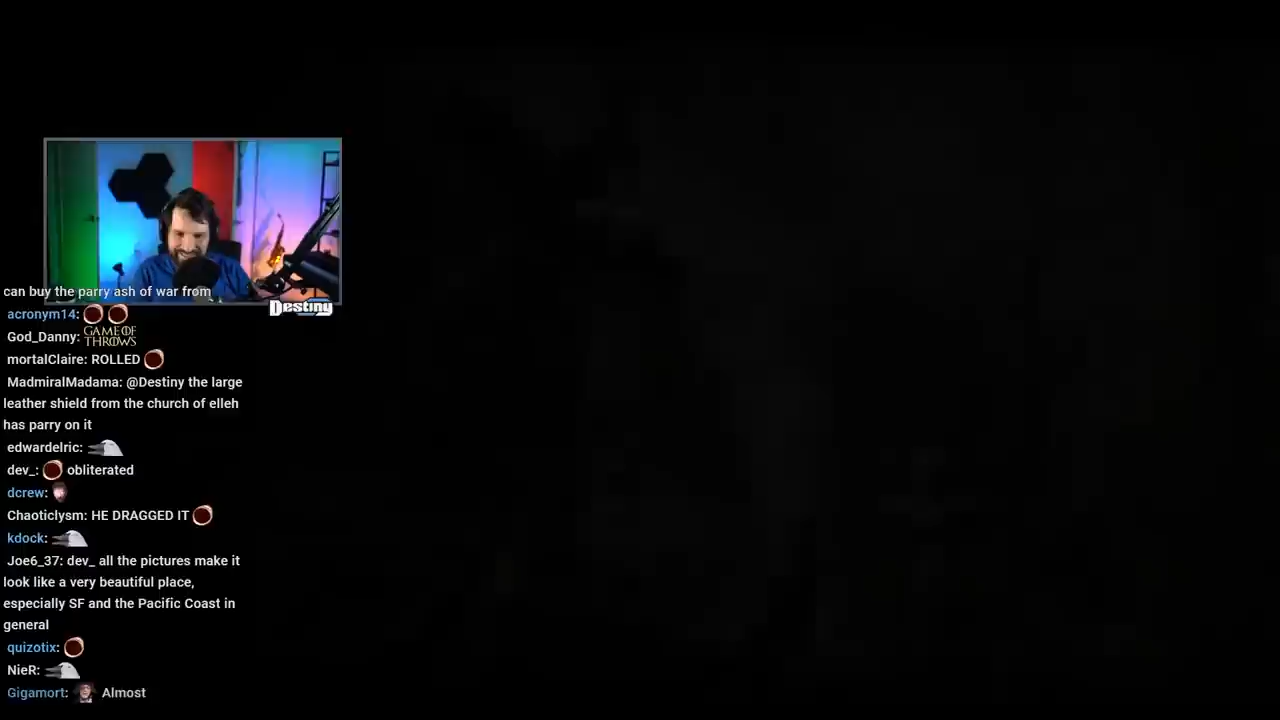 Destiny
can buy the parry ash of war from
acronym14:
God_Danny: GAME OF THROWS
mortalClaire: ROLLED
MadmiralMadama: @Destiny the large
leather shield from the church of elleh
has parry on it
edwardelric:
dev_: obliterated
dcrew:
Chaoticlysm: HE DRAGGED IT
kdock:
Joe6_37: dev_ all the pictures make it
look like a very beautiful place,
especially SF and the Pacific Coast in
general
quizotix:
NieR:
Gigamort: Almost